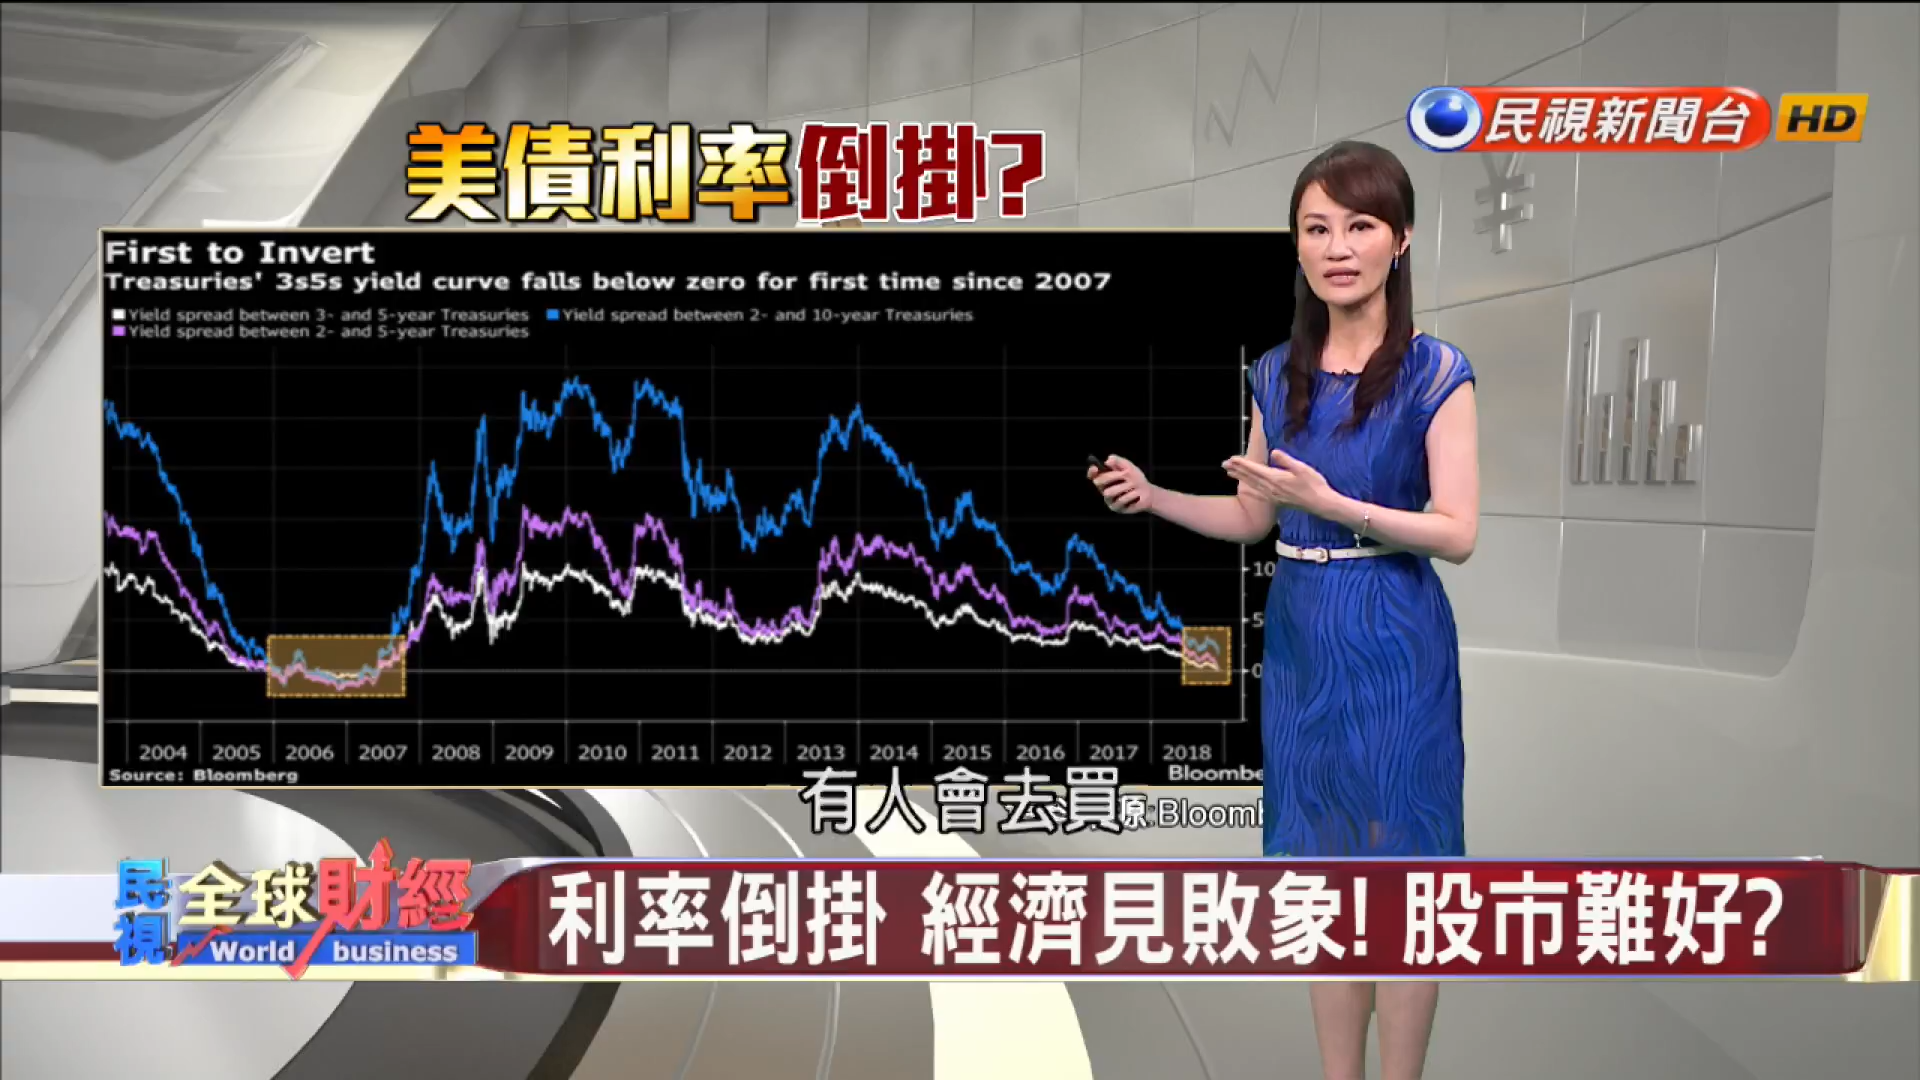 民視新聞台 HD
美債利率倒掛?
First to Invert
Treasuries' 3s5s yield curve falls below zero for first time since 2007
Yield spread between 3- and 5-year Treasuries Yield spread between 2- and 10-year Treasuries
Yield spread between 2- and 5-year Treasuries
10
5
0
2004 2005 2006 2007 2008 2009 2010 2011 2012 2013 2014 2015 2016 2017 2018
Source: Bloomberg
Bloombe
有人會去買
原:Bloomb
民視
全球財經
World business
利率倒掛 經濟見敗象! 股市難好?